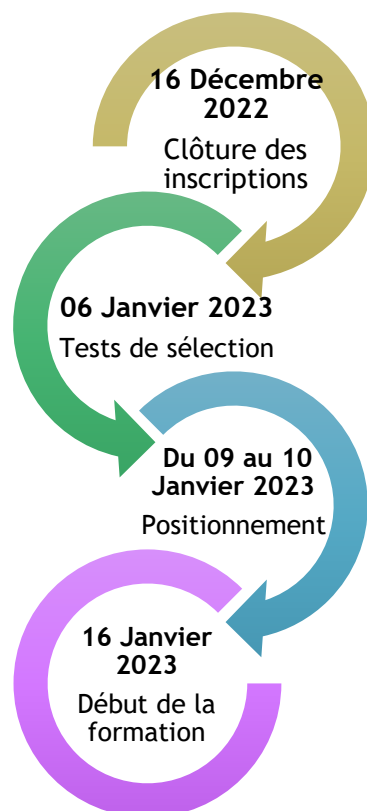 16 Décembre
2022
Clôture des
inscriptions
06 Janvier 2023
Tests de sélection
Du 09 au 10
Janvier 2023
Positionnement
16 Janvier
2023
Début de la
formation